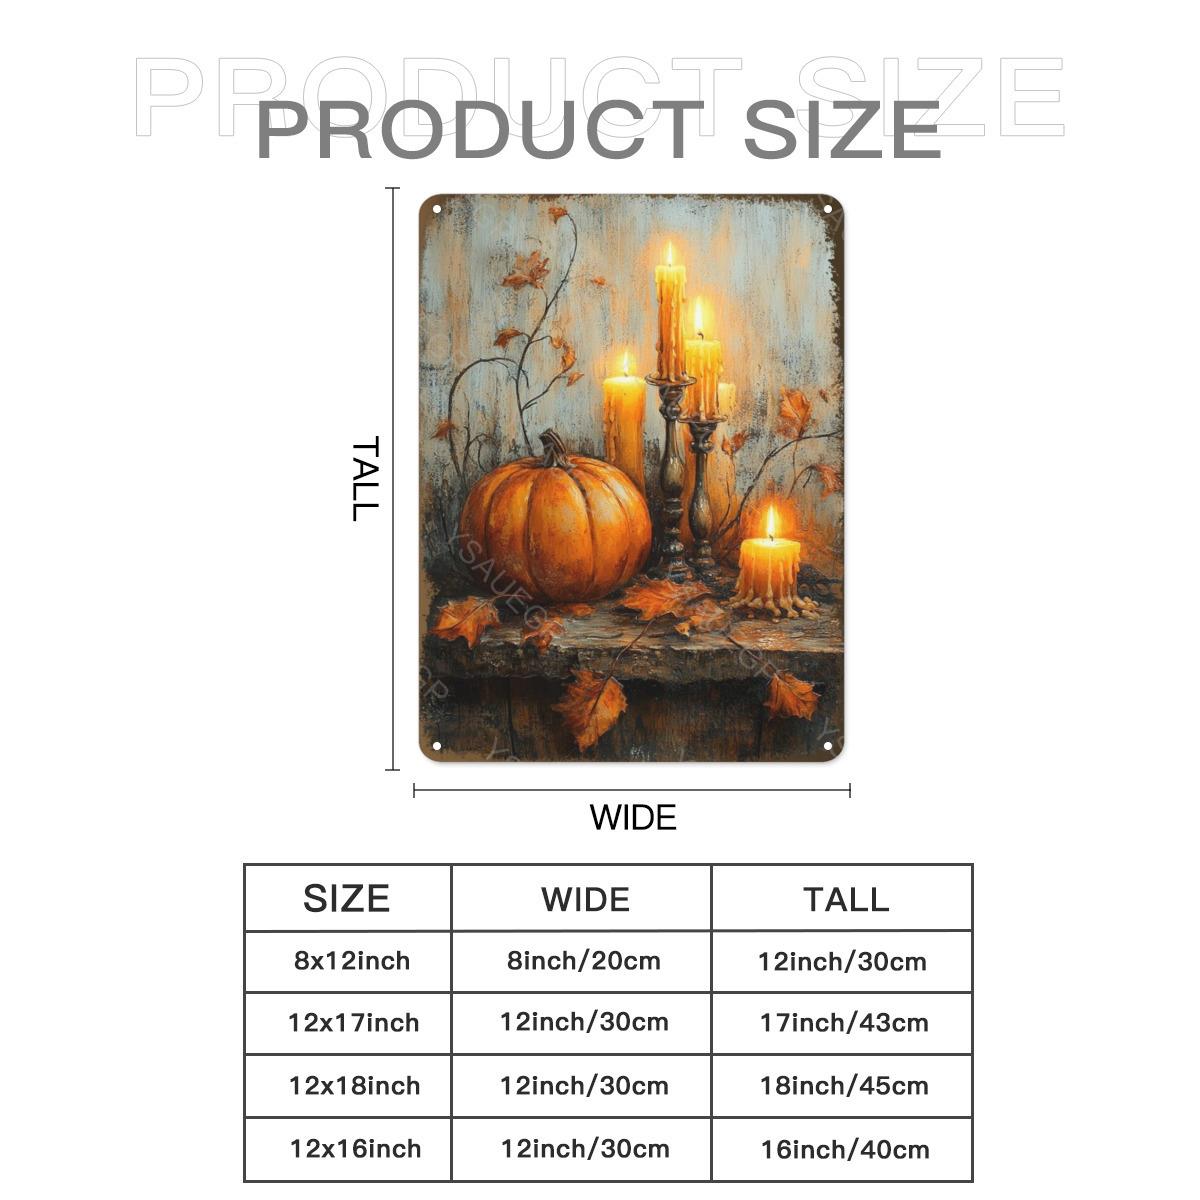 PRODUCT SIZE
PRODUCT SIZE
TALL
YSAUEGR
WIDE
SIZE WIDE TALL
8x12inch 8inch/20cm 12inch/30cm
12x17inch 12inch/30cm 17inch/43cm
12x18inch 12inch/30cm 18inch/45cm
12x16inch 12inch/30cm 16inch/40cm